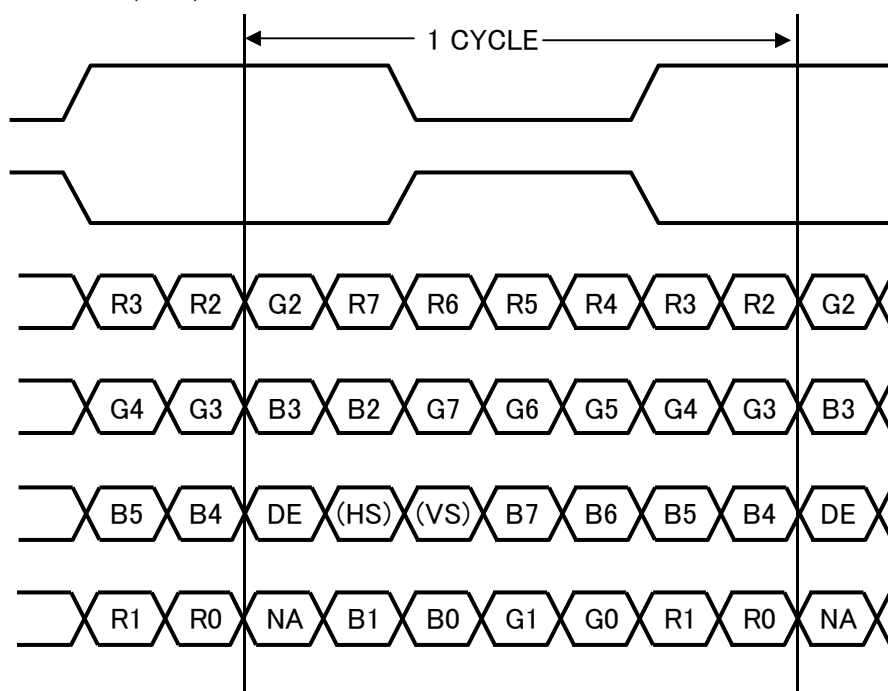 1 CYCLE
R3 R2 G2 R7 R6 R5 R4 R3 R2 G2
G4 G3 B3 B2 G7 G6 G5 G4 G3 B3
B5 B4 DE (HS) (VS) B7 B6 B5 B4 DE
R1 R0 NA B1 B0 G1 G0 R1 R0 NA